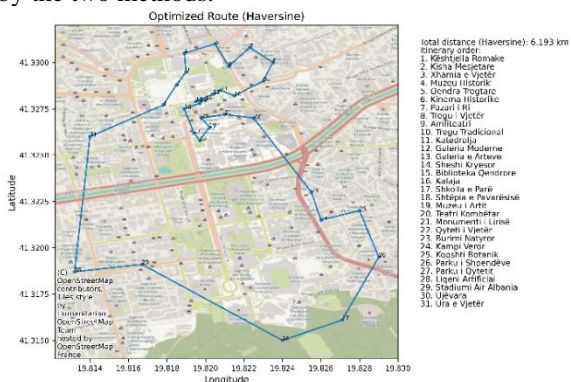 by the two methods.
Optimized Route (Haversine)
41.3300
41.3275
41.3250
41.3225
41.3200
41.3175
41.3150
Latitude
(C)
OpenStreetMap
contributors,
Tiles style
by
Humanitarian
OpenStreetMap
Team
hosted by
OpenStreetMap
France
19.814 19.816 19.818 19.820 19.822 19.824 19.826 19.828 19.830
Longitude
Total distance (Haversine): 6.193 km
Itinerary order:
1. Kështjella Romake
2. Kisha Mesjetare
3. Xhamia e Vjetër
4. Muzeu Historik
5. Qendra Tregtare
6. Kinema Historike
7. Pazari i Ri
8. Tregu i Vjetër
9. Amfiteatri
10. Tregu Tradicional
11. Katedralja
12. Galeria Moderne
13. Galeria e Arteve
14. Sheshi Kryesor
15. Biblioteka Qendrore
16. Kalaja
17. Shkolla e Parë
18. Shtëpia e Pavarësisë
19. Muzeu i Artit
20. Teatri Kombëtar
21. Monumenti i Lirisë
22. Qyteti i Vjetër
23. Burimi Natyror
24. Kampi Veror
25. Kopshti Botanik
26. Parku i Shpendëve
27. Parku i Qytetit
28. Liqeni Artificial
29. Stadiumi Air Albania
30. Ujëvara
31. Ura e Vjetër